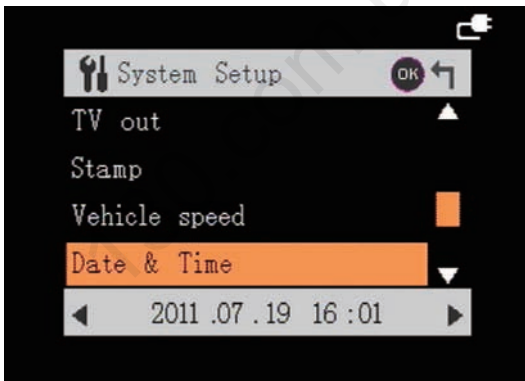 System Setup OK
TV out
Stamp
Vehicle speed
Date & Time
2011 .07 .19 16 :01